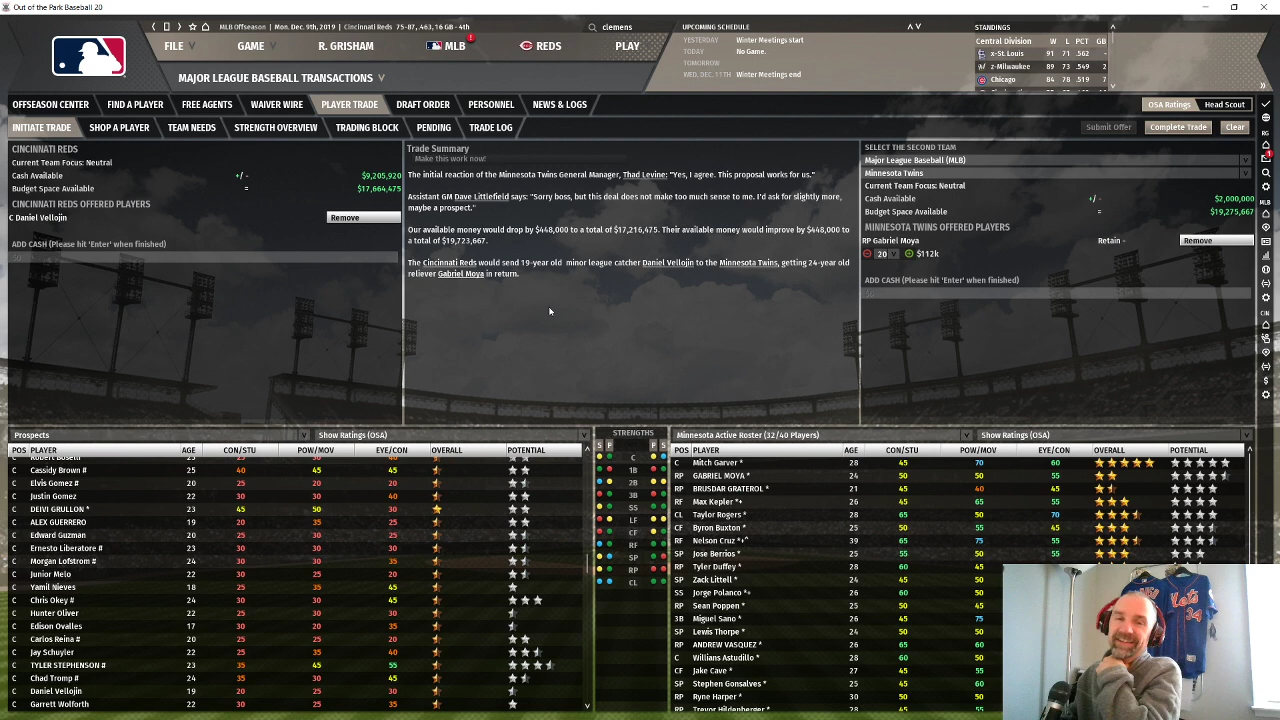 Out of the Park Baseball 20
MLB Offseason | Mon. Dec. 9th, 2019 | Cincinnati Reds 75-87, .463, 16 GB - 4th
clemens
FILE GAME R. GRISHAM MLB REDS PLAY
MAJOR LEAGUE BASEBALL TRANSACTIONS
UPCOMING SCHEDULE
YESTERDAY Winter Meetings start
TODAY No Game.
TOMORROW
WED, DEC. 11TH Winter Meetings end
STANDINGS
Central Division W L PCT GB
x-St. Louis 91 71 .562 -
z-Milwaukee 89 73 .549 2
Chicago 84 78 .519 7
OFFSEASON CENTER FIND A PLAYER FREE AGENTS WAIVER WIRE PLAYER TRADE DRAFT ORDER PERSONNEL NEWS & LOGS
OSA Ratings Head Scout
INITIATE TRADE SHOP A PLAYER TEAM NEEDS STRENGTH OVERVIEW TRADING BLOCK PENDING TRADE LOG
Submit Offer Complete Trade Clear
CINCINNATI REDS
Current Team Focus: Neutral
Cash Available +/- $9,205,920
Budget Space Available = $17,664,475
CINCINNATI REDS OFFERED PLAYERS
C Daniel Vellojin Remove
ADD CASH (Please hit 'Enter' when finished)
$0
Trade Summary
Make this work now!
The initial reaction of the Minnesota Twins General Manager, Thad Levine: "Yes, I agree. This proposal works for us."
Assistant GM Dave Littlefield says: "Sorry boss, but this deal does not make too much sense to me. I'd ask for slightly more,
maybe a prospect."
Our available money would drop by $448,000 to a total of $17,216,475. Their available money would improve by $448,000 to
a total of $19,723,667.
The Cincinnati Reds would send 19-year old minor league catcher Daniel Vellojin to the Minnesota Twins, getting 24-year old
reliever Gabriel Moya in return.
SELECT THE SECOND TEAM
Major League Baseball (MLB)
Minnesota Twins
Current Team Focus: Neutral
Cash Available +/- $2,000,000
Budget Space Available = $19,275,667
MINNESOTA TWINS OFFERED PLAYERS
RP Gabriel Moya Retain - Remove
20 $112k
ADD CASH (Please hit 'Enter' when finished)
$0
Prospects Show Ratings (OSA)
POS PLAYER AGE CON/STU POW/MOV EYE/CON OVERALL POTENTIAL
C Cassidy Brown # 25 40 45 45
C Elvis Gomez # 20 25 20 20
C Justin Gomez 22 30 30 40
C DEIVI GRULLON * 23 45 50 30
C ALEX GUERRERO 19 20 35 25
C Edward Guzman 20 25 30 25
C Ernesto Liberatore # 23 30 30 30
C Morgan Lofstrom # 24 30 30 35
C Junior Melo 22 30 25 20
C Yamil Nieves 18 25 35 45
C Chris Okey # 24 30 30 45
C Hunter Oliver 22 25 30 30
C Edison Ovalles 17 30 20 35
C Carlos Reina # 20 25 25 20
C Jay Schuyler 22 25 35 40
C TYLER STEPHENSON # 23 35 45 55
C Chad Tromp # 24 35 30 45
C Daniel Vellojin 19 20 25 30
C Garrett Wolforth 22 30 25 35
STRENGTHS
S P P S
C
1B
2B
3B
SS
LF
CF
RF
SP
RP
CL
Minnesota Active Roster (32/40 Players) Show Ratings (OSA)
POS PLAYER AGE CON/STU POW/MOV EYE/CON OVERALL POTENTIAL
C Mitch Garver * 28 45 70 60
RP GABRIEL MOYA * 24 50 50 55
RP BRUSDAR GRATEROL * 21 45 40 45
RF Max Kepler *+ 26 45 65 55
CL Taylor Rogers * 28 65 50 70
CF Byron Buxton * 25 50 55 45
RF Nelson Cruz *+^ 39 65 75 55
SP Jose Berrios * 25 55 50 55
RP Tyler Duffey * 28 60 45
SP Zack Littell * 24 45 50
SS Jorge Polanco *+ 26 60 50
RP Sean Poppen * 25 50 45
3B Miguel Sano * 26 45 75
SP Lewis Thorpe * 24 50 50
RP ANDREW VASQUEZ * 26 65 60
C Willians Astudillo * 28 60 50
CF Jake Cave * 27 45 55
SP Stephen Gonsalves * 25 45 60
RP Ryne Harper * 30 50 50
RP Trevor Hildenberger * 28 45 55
Mets
34